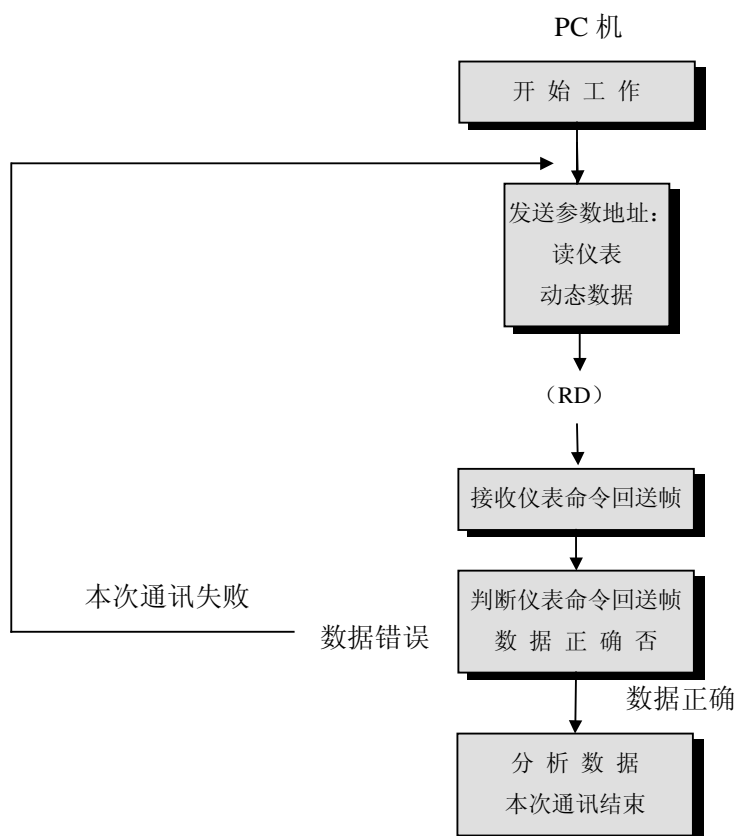 PC 机
开 始 工 作
发送参数地址：
读仪表
动态数据
（RD）
接收仪表命令回送帧
判断仪表命令回送帧
数 据 正 确 否
本次通讯失败
数据错误
数据正确
分 析 数 据
本次通讯结束